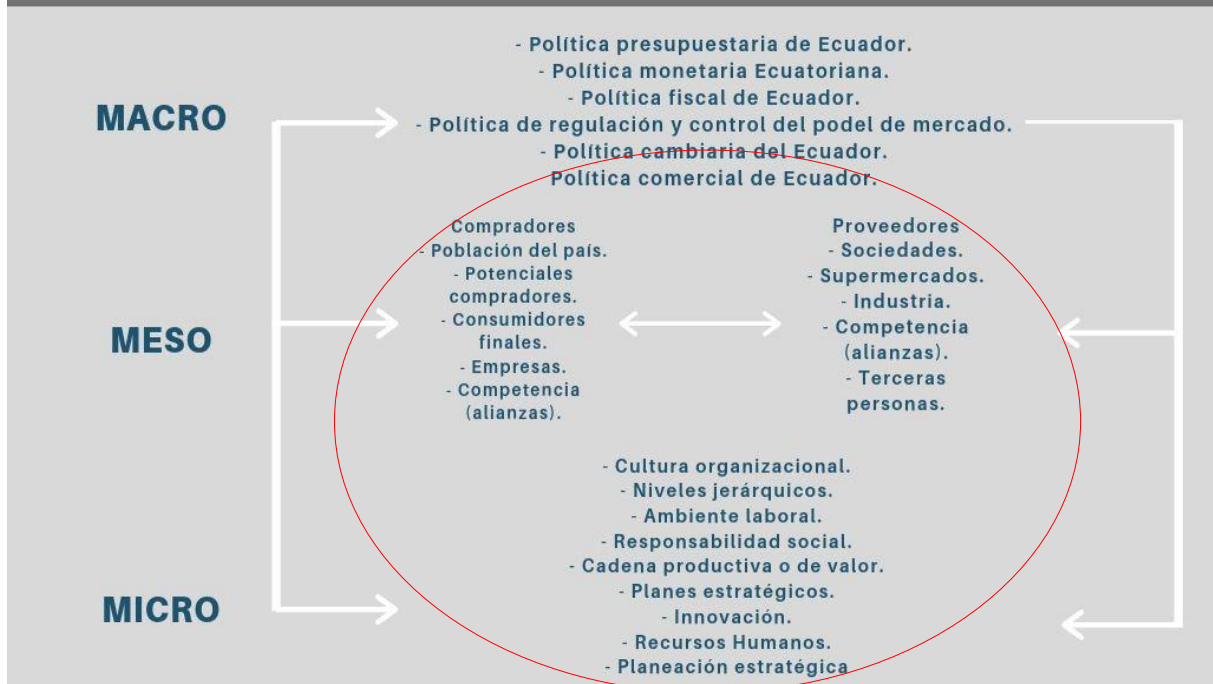 - Política presupuestaria de Ecuador.
- Política monetaria Ecuatoriana.
- Política fiscal de Ecuador.
MACRO
- Política de regulación y control del podel de mercado.
- Política cambiaria del Ecuador.
Política comercial de Ecuador.
Compradores
- Población del país.
- Potenciales
compradores.
- Consumidores
finales.
- Empresas.
- Competencia
(alianzas).
Proveedores
- Sociedades.
- Supermercados.
- Industria.
- Competencia
(alianzas).
- Terceras
personas.
MESO
- Cultura organizacional.
- Niveles jerárquicos.
- Ambiente laboral.
- Responsabilidad social.
- Cadena productiva o de valor.
- Planes estratégicos.
MICRO
- Innovación.
- Recursos Humanos.
- Planeación estratégica